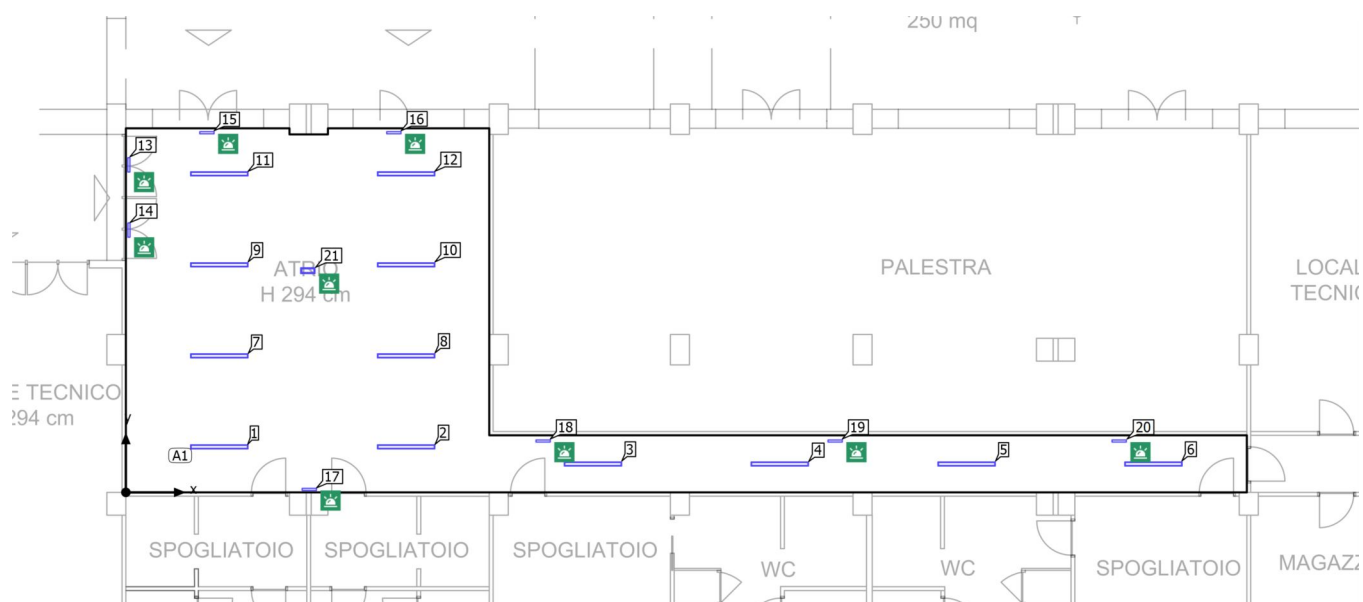 250 mq
15
16
13
11
12
14
9
21
10
ATRIO
H 294 cm
PALESTRA
7
8
1
2
A1
y
x
18
19
20
3
4
5
6
17
SPOGLIATOIO
SPOGLIATOIO
SPOGLIATOIO
WC
WC
SPOGLIATOIO
E TECNICO
294 cm
LOCAL
TECNIC
MAGAZZ